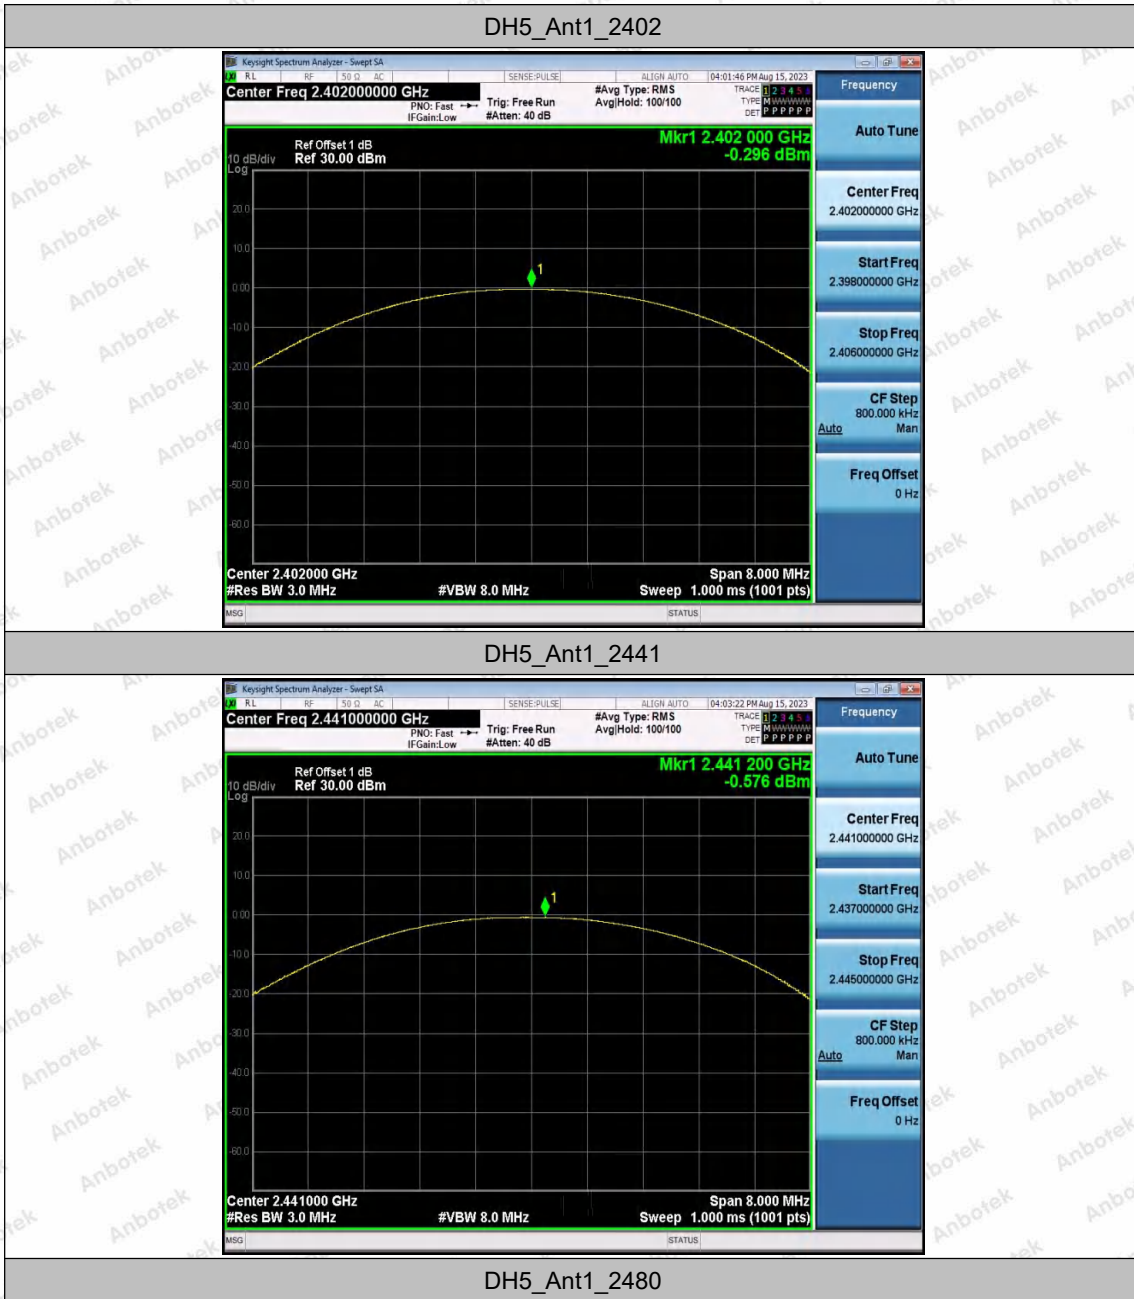 DH5_Ant1_2402
Keysight Spectrum Analyzer - Swept SA
RL RF 50 Ω AC SENSE:PULSE ALIGN AUTO 04:01:46 PM Aug 15, 2023
Center Freq 2.402000000 GHz
PNO: Fast
IFGain:Low
Trig: Free Run
#Atten: 40 dB
#Avg Type: RMS
Avg|Hold: 100/100
TRACE 1 2 3 4 5 6
TYPE M WWWWW
DET P P P P P P
Frequency
Mkr1 2.402 000 GHz
-0.296 dBm
Ref Offset 1 dB
10 dB/div Ref 30.00 dBm
Log
20.0
10.0
0.00
-10.0
-20.0
-30.0
-40.0
-50.0
-60.0
1
Center 2.402000 GHz Span 8.000 MHz
#Res BW 3.0 MHz #VBW 8.0 MHz Sweep 1.000 ms (1001 pts)
MSG STATUS
Auto Tune
Center Freq
2.402000000 GHz
Start Freq
2.398000000 GHz
Stop Freq
2.406000000 GHz
CF Step
800.000 kHz
Auto Man
Freq Offset
0 Hz
DH5_Ant1_2441
Keysight Spectrum Analyzer - Swept SA
RL RF 50 Ω AC SENSE:PULSE ALIGN AUTO 04:03:22 PM Aug 15, 2023
Center Freq 2.441000000 GHz
PNO: Fast
IFGain:Low
Trig: Free Run
#Atten: 40 dB
#Avg Type: RMS
Avg|Hold: 100/100
TRACE 1 2 3 4 5 6
TYPE M WWWWW
DET P P P P P P
Frequency
Mkr1 2.441 200 GHz
-0.576 dBm
Ref Offset 1 dB
10 dB/div Ref 30.00 dBm
Log
20.0
10.0
0.00
-10.0
-20.0
-30.0
-40.0
-50.0
-60.0
1
Center 2.441000 GHz Span 8.000 MHz
#Res BW 3.0 MHz #VBW 8.0 MHz Sweep 1.000 ms (1001 pts)
MSG STATUS
Auto Tune
Center Freq
2.441000000 GHz
Start Freq
2.437000000 GHz
Stop Freq
2.445000000 GHz
CF Step
800.000 kHz
Auto Man
Freq Offset
0 Hz
DH5_Ant1_2480